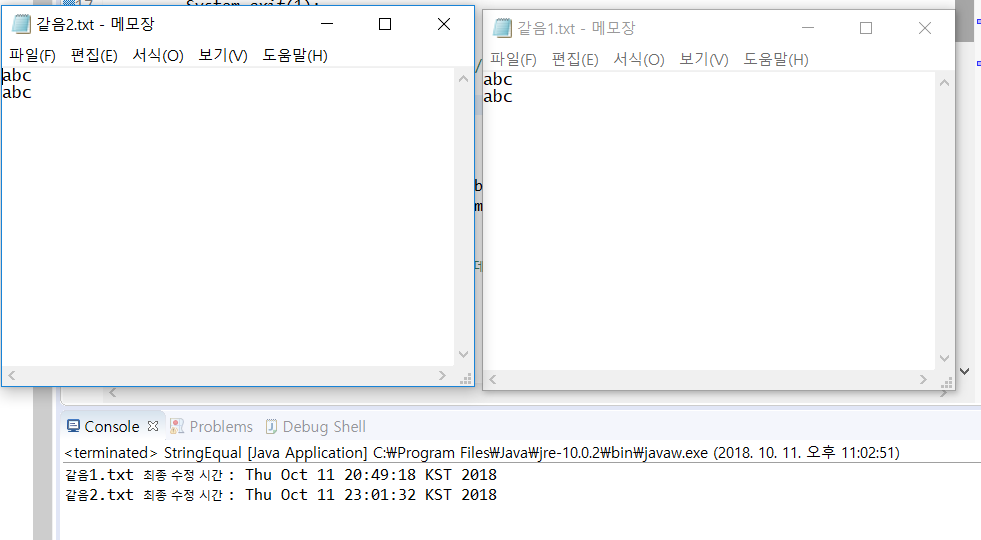 17 System.exit(1);
같음2.txt - 메모장
파일(F) 편집(E) 서식(O) 보기(V) 도움말(H)
abc
abc
같음1.txt - 메모장
파일(F) 편집(E) 서식(O) 보기(V) 도움말(H)
abc
abc
Console Problems Debug Shell
<terminated> StringEqual [Java Application] C:₩Program Files₩Java₩jre-10.0.2₩bin₩javaw.exe (2018. 10. 11. 오후 11:02:51)
같음1.txt 최종 수정 시간 : Thu Oct 11 20:49:18 KST 2018
같음2.txt 최종 수정 시간 : Thu Oct 11 23:01:32 KST 2018